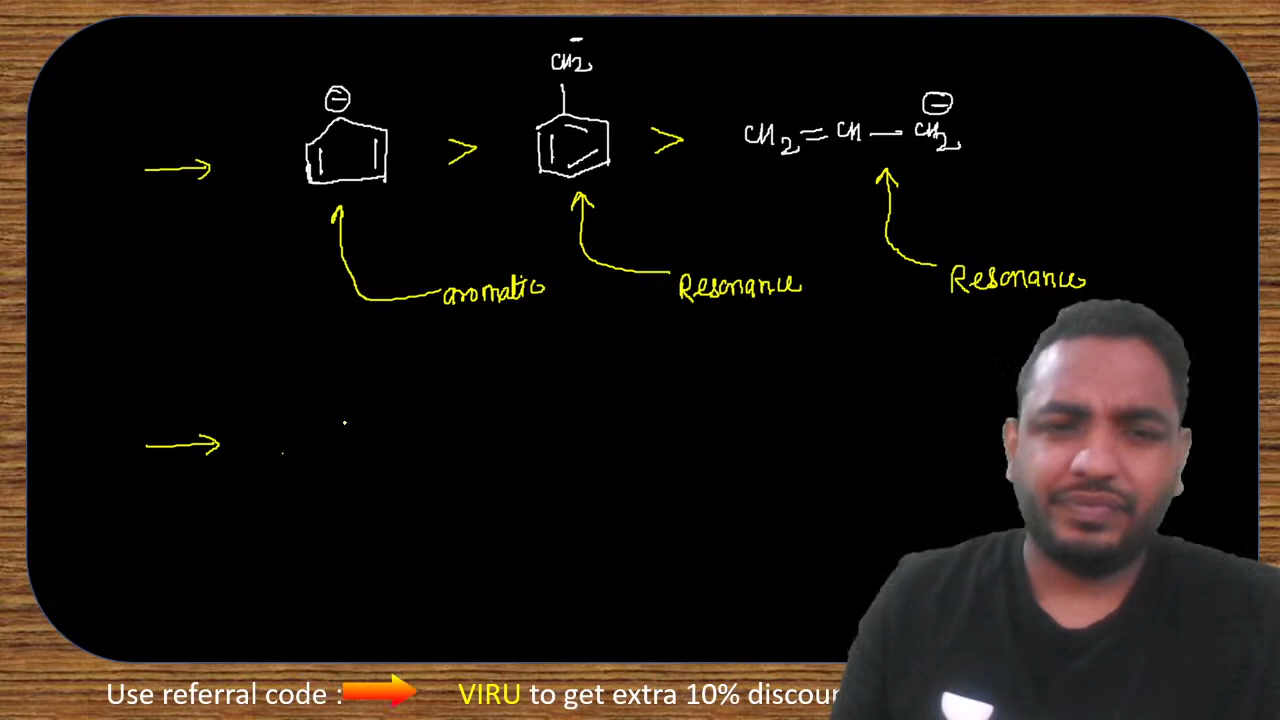 CH2⁻
⊖ > > CH2=CH—CH2⊖
aromatic Resonance Resonance
Use referral code : VIRU to get extra 10% discou